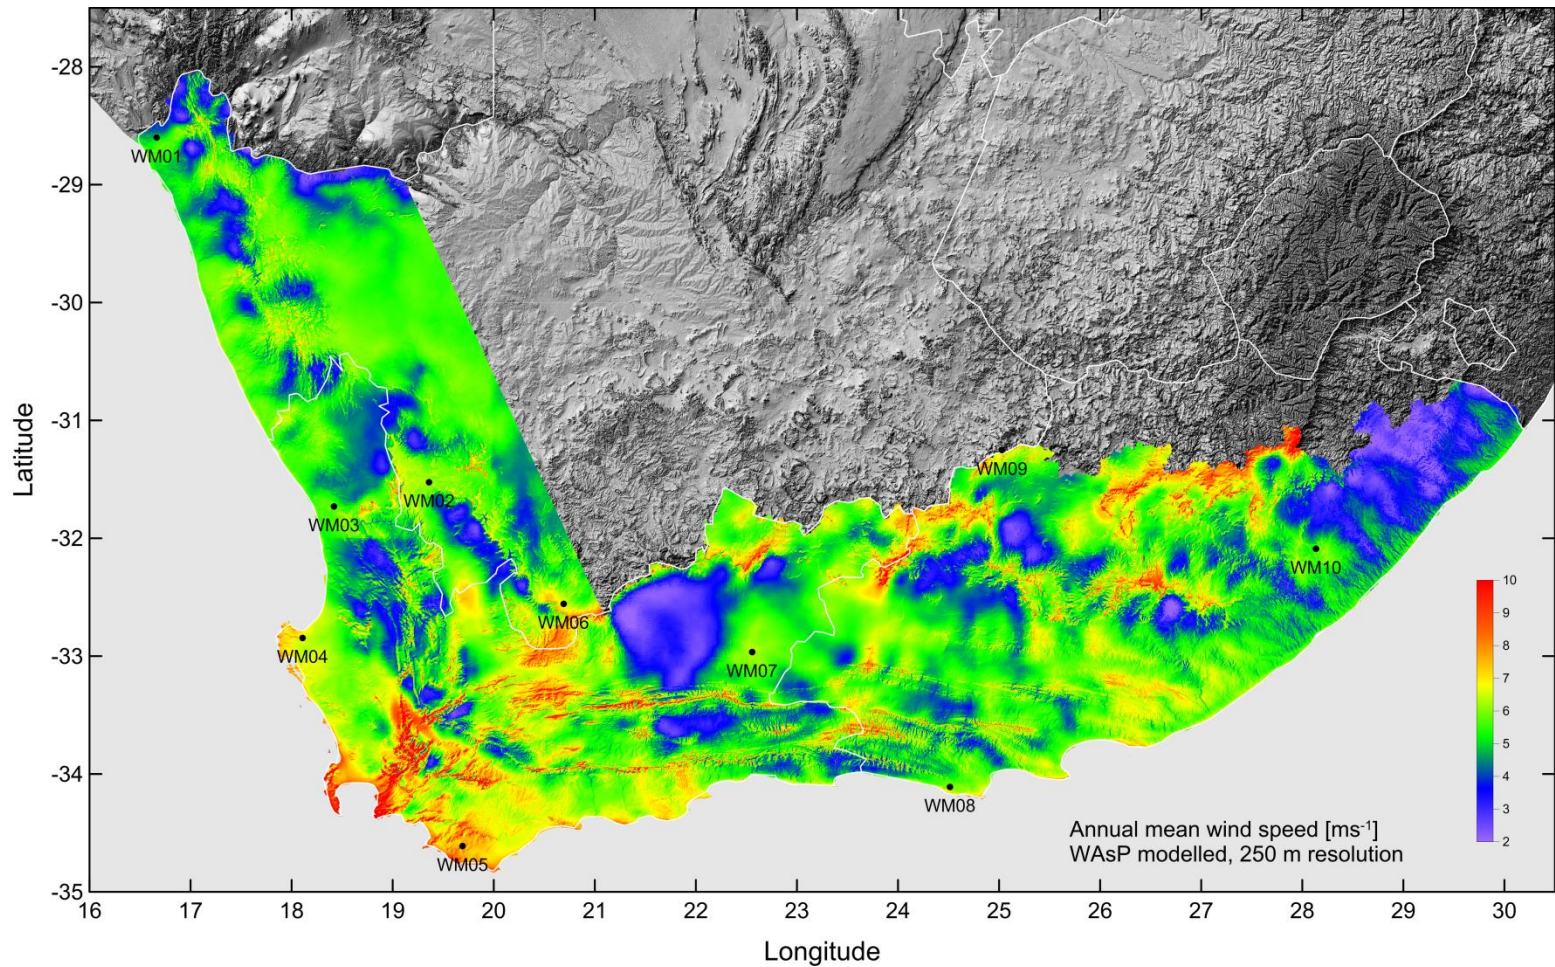 -28
-29
-30
-31
-32
-33
-34
-35
Latitude
WM01
WM09
WM02
WM03
WM10
WM06
WM04
WM07
WM08
WM05
10
9
8
7
6
5
4
3
2
Annual mean wind speed [ms⁻¹]
WAsP modelled, 250 m resolution
16 17 18 19 20 21 22 23 24 25 26 27 28 29 30
Longitude